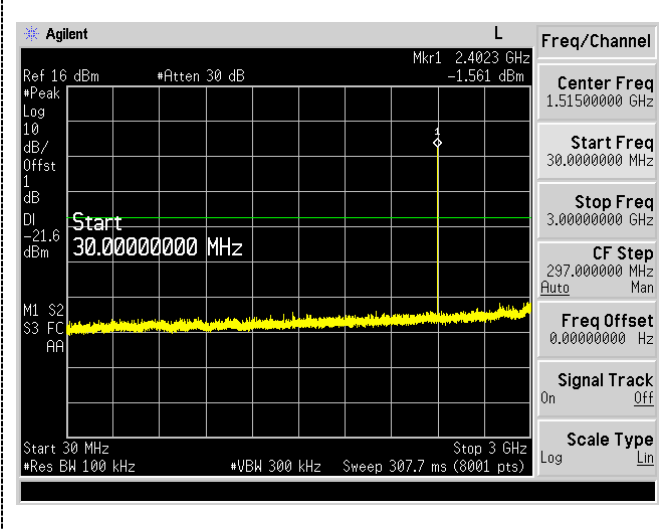 Agilent L
Mkr1 2.4023 GHz
Ref 16 dBm #Atten 30 dB -1.561 dBm
#Peak
Log
10
dB/
Offst
1
dB
DI
-21.6
dBm
1
Start
30.00000000 MHz
M1 S2
S3 FC
AA
Start 30 MHz Stop 3 GHz
#Res BW 100 kHz #VBW 300 kHz Sweep 307.7 ms (8001 pts)
Freq/Channel
Center Freq
1.51500000 GHz
Start Freq
30.0000000 MHz
Stop Freq
3.00000000 GHz
CF Step
297.000000 MHz
Auto Man
Freq Offset
0.00000000 Hz
Signal Track
On Off
Scale Type
Log Lin